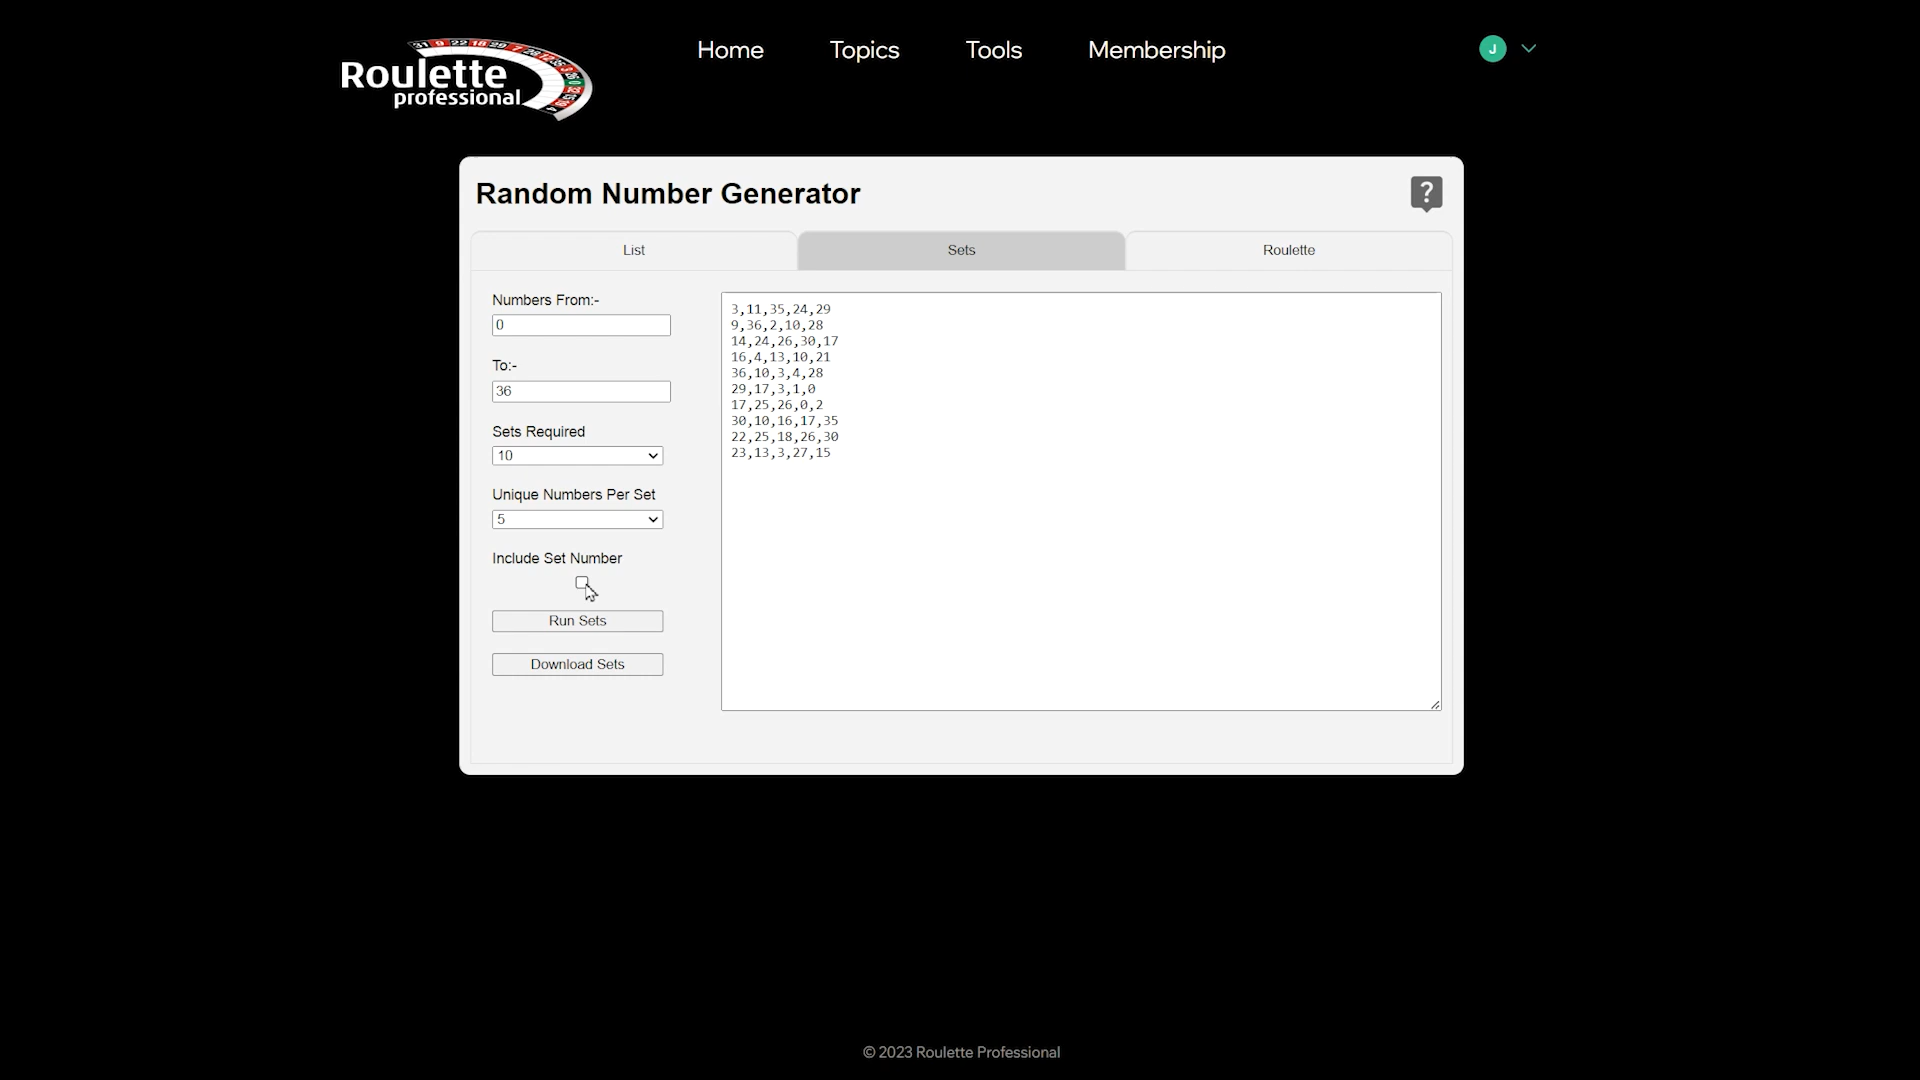 Roulette
professional
Home
Topics
Tools
Membership
J
Random Number Generator
?
List
Sets
Roulette
Numbers From:-
0
To:-
36
Sets Required
10
Unique Numbers Per Set
5
Include Set Number
Run Sets
Download Sets
3,11,35,24,29
9,36,2,10,28
14,24,26,30,17
16,4,13,10,21
36,10,3,4,28
29,17,3,1,0
17,25,26,0,2
30,10,16,17,35
22,25,18,26,30
23,13,3,27,15
© 2023 Roulette Professional